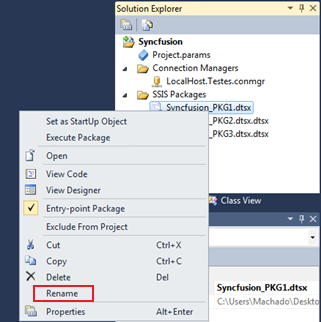 Solution Explorer
Syncfusion
Project.params
Connection Managers
LocalHost.Testes.conmgr
SSIS Packages
Syncfusion_PKG1.dtsx
_PKG2.dtsx.dtsx
_PKG3.dtsx.dtsx
Set as StartUp Object
Execute Package
Open
View Code
View Designer
Entry-point Package
Exclude From Project
Cut Ctrl+X
Copy Ctrl+C
Delete Del
Rename
Properties Alt+Enter
Class View
Syncfusion_PKG1.dtsx
C:\Users\Machado\Deskto